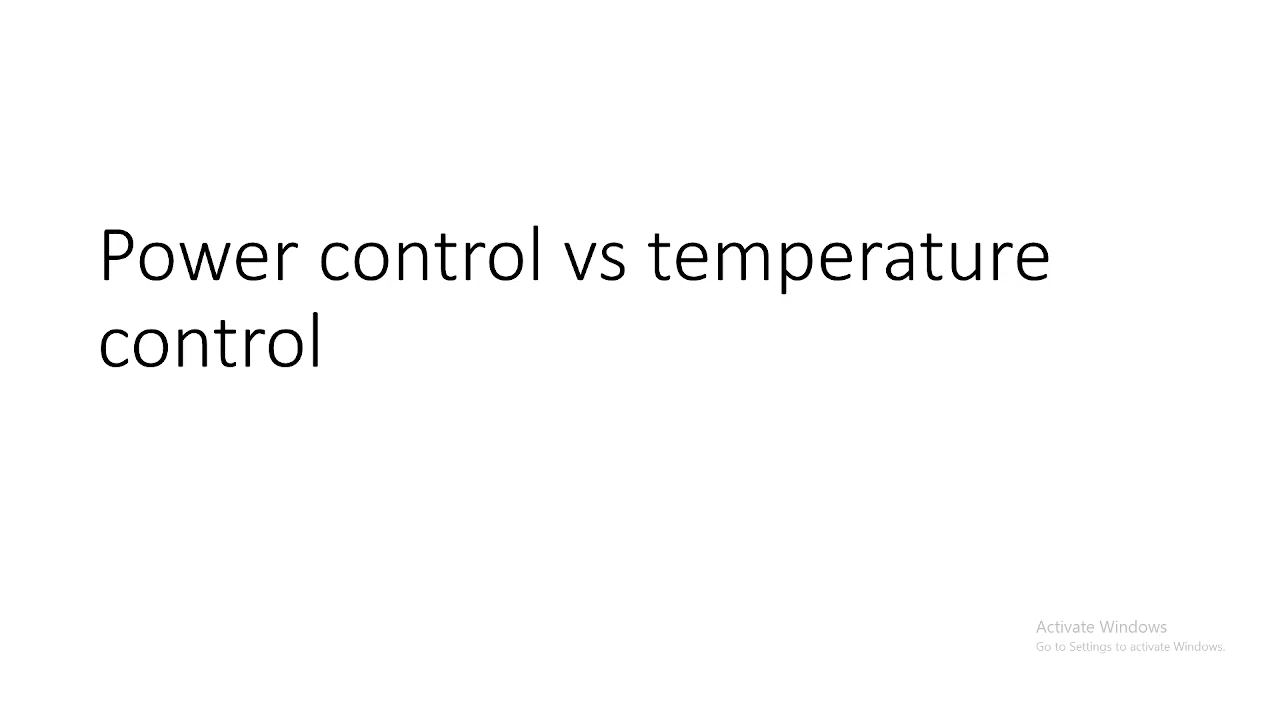 Power control vs temperature
control
Activate Windows
Go to Settings to activate Windows.